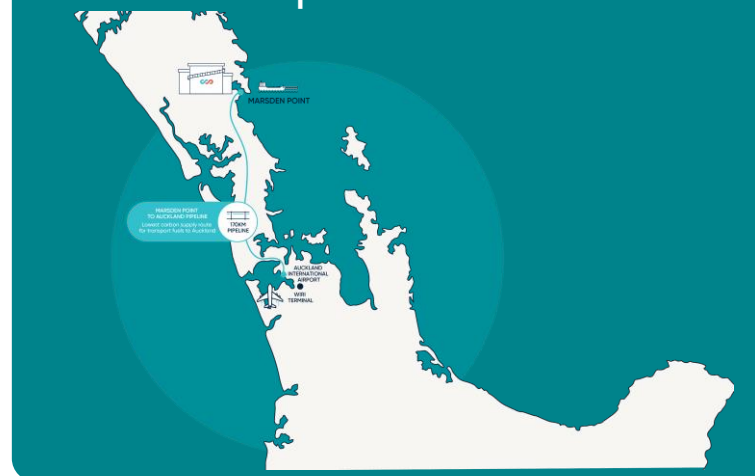 MARSDEN POINT
MARSDEN POINT
TO AUCKLAND PIPELINE
Lowest carbon supply route
for transport fuels to Auckland
170KM
PIPELINE
AUCKLAND
INTERNATIONAL
AIRPORT
WIRI
TERMINAL